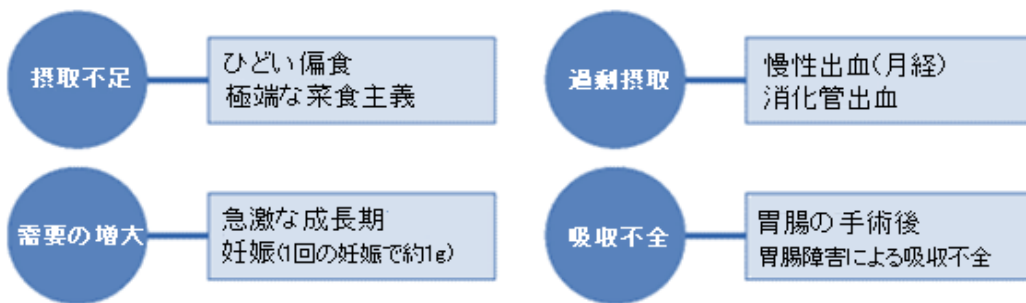 摂取不足
ひどい偏食
極端な菜食主義
過剰摂取
慢性出血(月経)
消化管出血
需要の増大
急激な成長期
妊娠(1回の妊娠で約1g)
吸収不全
胃腸の手術後
胃腸障害による吸収不全